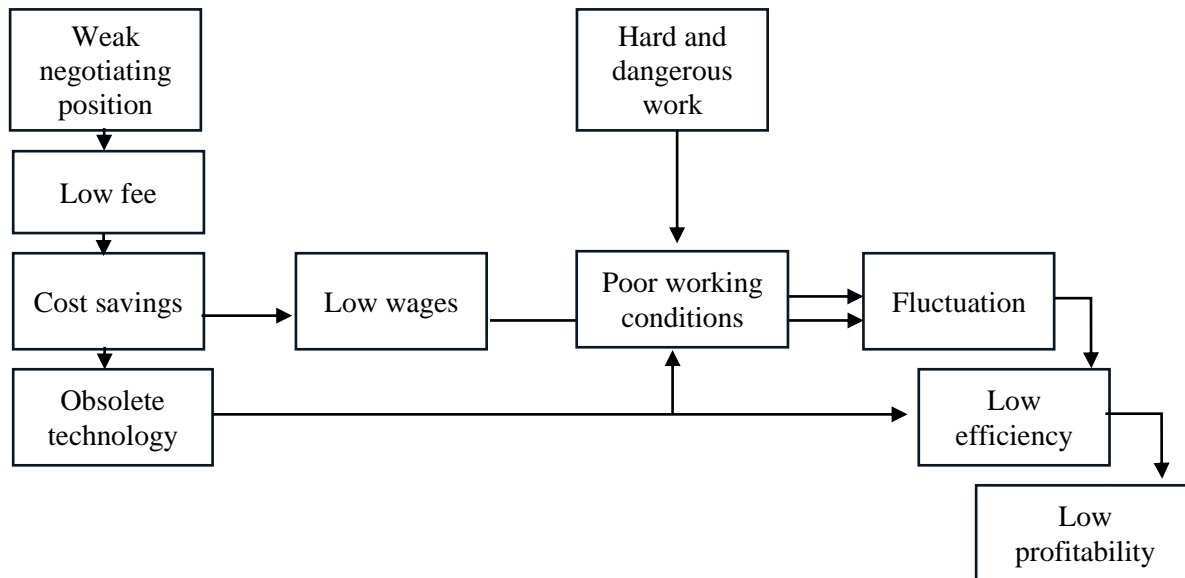 Weak
negotiating
position
Hard and
dangerous
work
Low fee
Cost savings
Low wages
Poor working
conditions
Fluctuation
Obsolete
technology
Low
efficiency
Low
profitability